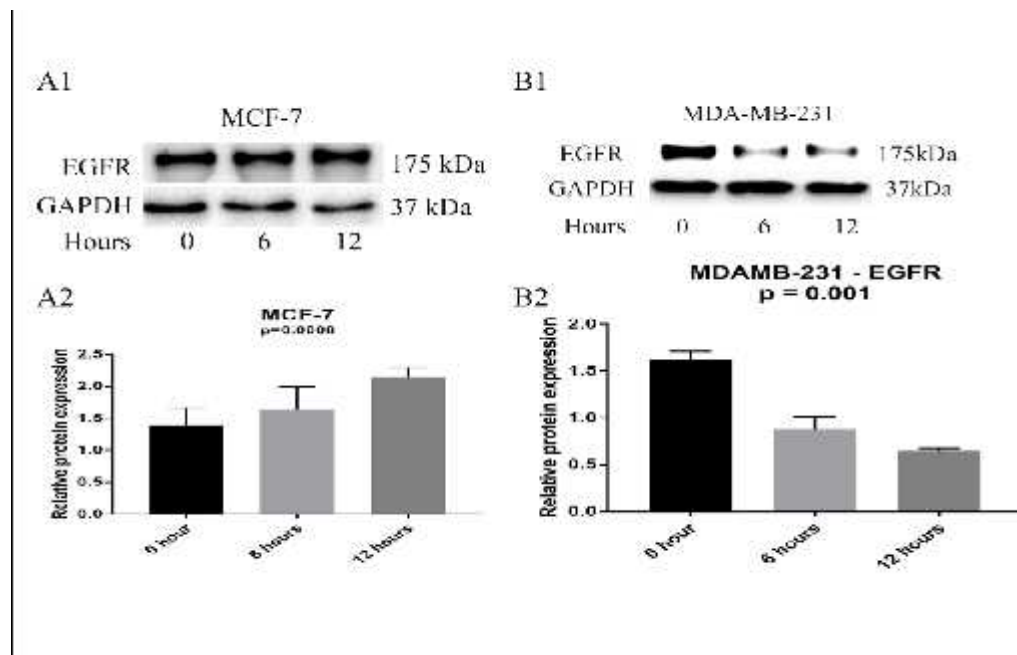 A1
MCF-7
EGFR 175 kDa
GAPDH 37 kDa
Hours 0 6 12
B1
MDA-MB-231
EGFR 175kDa
GAPDH 37kDa
Hours 0 6 12
A2
MCF-7
Relative protein expression
2.5
2.0
1.5
1.0
0.5
0.0
hour
hours
12 hours
B2
MDAMB-231 - EGFR
p = 0.001
Relative protein expression
2.0
1.5
1.0
0.5
0.0
0 hour
6 hours
12 hours